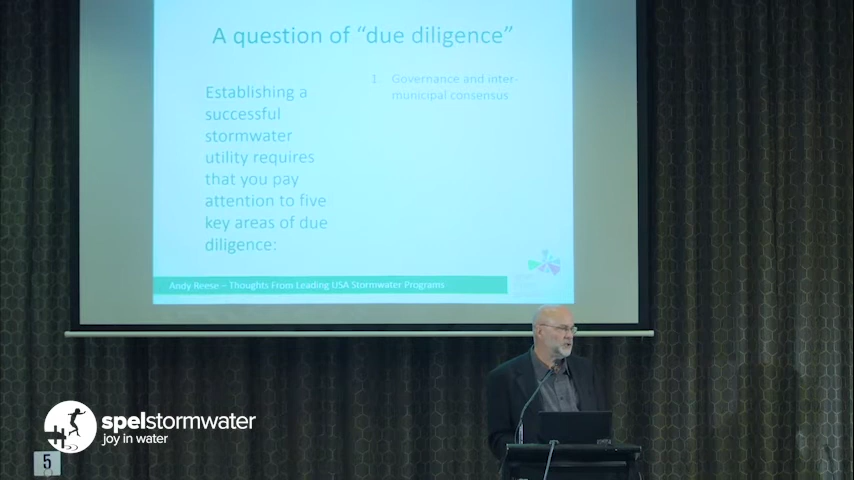 A question of “due diligence”
Establishing a
successful
stormwater
utility requires
that you pay
attention to five
key areas of due
diligence:
1. Governance and inter-
municipal consensus
Andy Reese – Thoughts From Leading USA Stormwater Programs
spelstormwater
joy in water
5